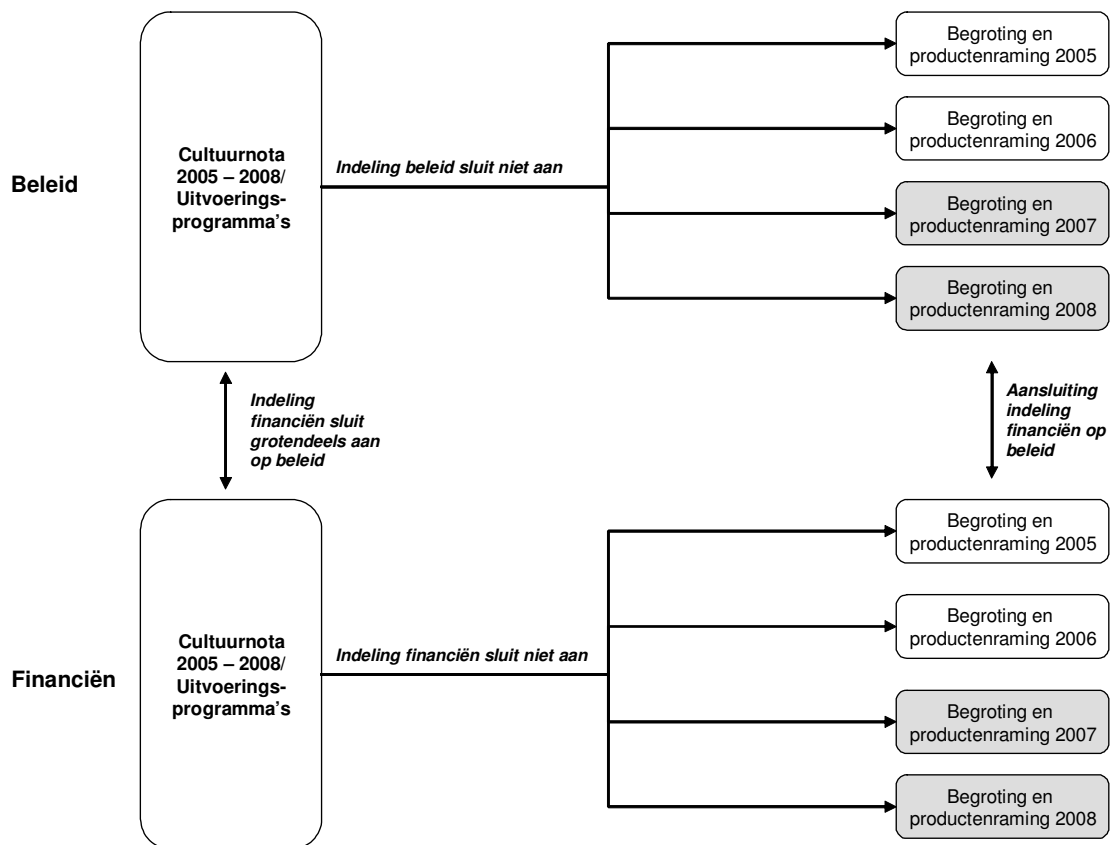 Beleid
Cultuurnota
2005 – 2008/
Uitvoerings-
programma's
Indeling beleid sluit niet aan
Begroting en
productenraming 2005
Begroting en
productenraming 2006
Begroting en
productenraming 2007
Begroting en
productenraming 2008
Indeling
financiën sluit
grotendeels aan
op beleid
Aansluiting
indeling
financiën op
beleid
Financiën
Cultuurnota
2005 – 2008/
Uitvoerings-
programma's
Indeling financiën sluit niet aan
Begroting en
productenraming 2005
Begroting en
productenraming 2006
Begroting en
productenraming 2007
Begroting en
productenraming 2008